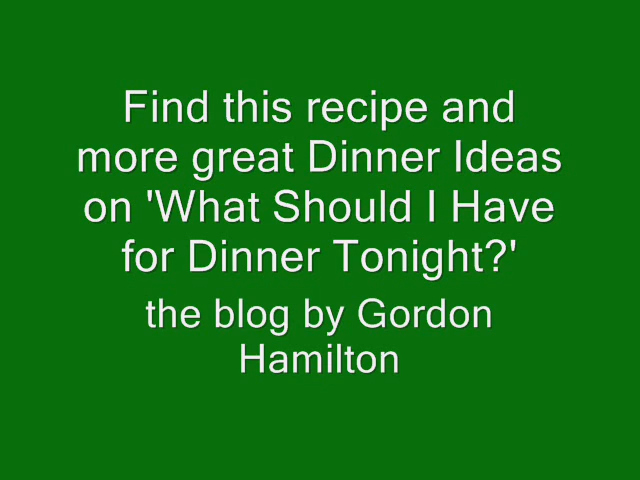 Find this recipe and
more great Dinner Ideas
on 'What Should I Have
for Dinner Tonight?'
the blog by Gordon
Hamilton